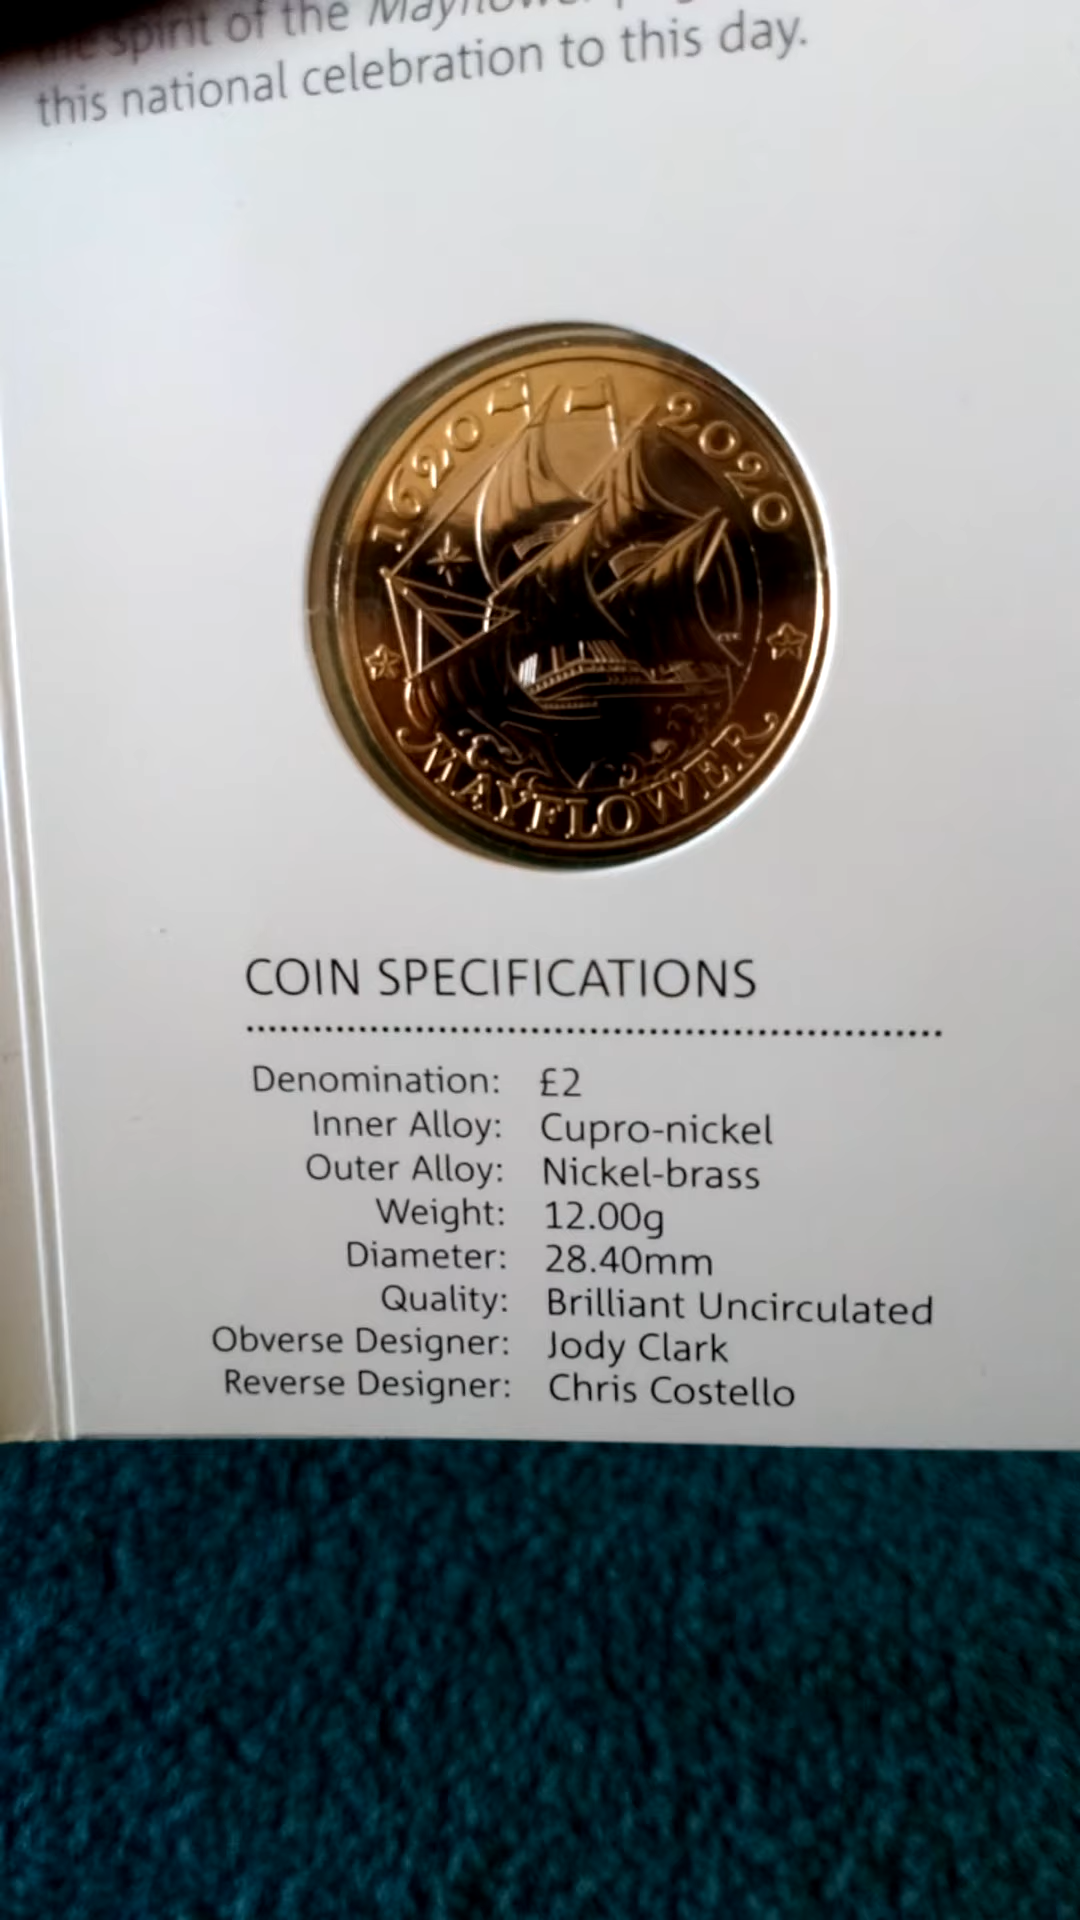 the spirit of the Mayflower
this national celebration to this day.
1620 2020
MAYFLOWER
COIN SPECIFICATIONS
Denomination: £2
Inner Alloy: Cupro-nickel
Outer Alloy: Nickel-brass
Weight: 12.00g
Diameter: 28.40mm
Quality: Brilliant Uncirculated
Obverse Designer: Jody Clark
Reverse Designer: Chris Costello